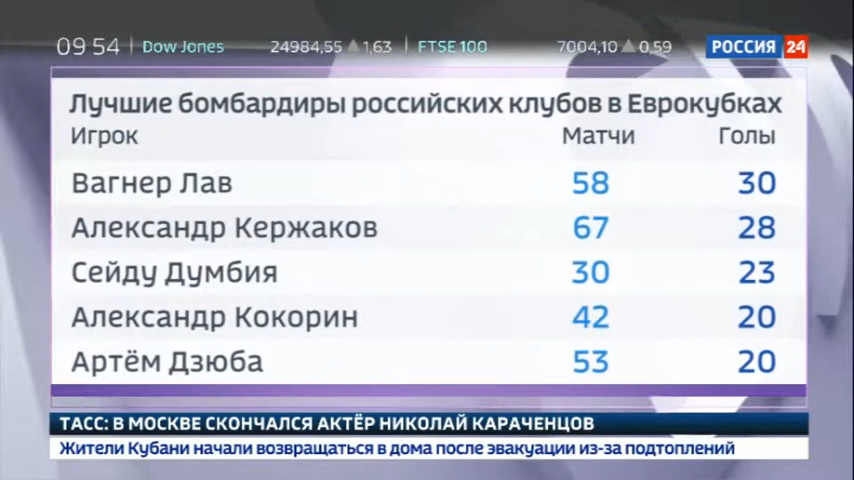 09:54 Dow Jones 24984,55 ▲ 1,63 FTSE 100 7004,10 ▲ 0,59 РОССИЯ 24
Лучшие бомбардиры российских клубов в Еврокубках
Игрок Матчи Голы
Вагнер Лав 58 30
Александр Кержаков 67 28
Сейду Думбия 30 23
Александр Кокорин 42 20
Артём Дзюба 53 20
ТАСС: В МОСКВЕ СКОНЧАЛСЯ АКТЁР НИКОЛАЙ КАРАЧЕНЦОВ
Жители Кубани начали возвращаться в дома после эвакуации из-за подтоплений